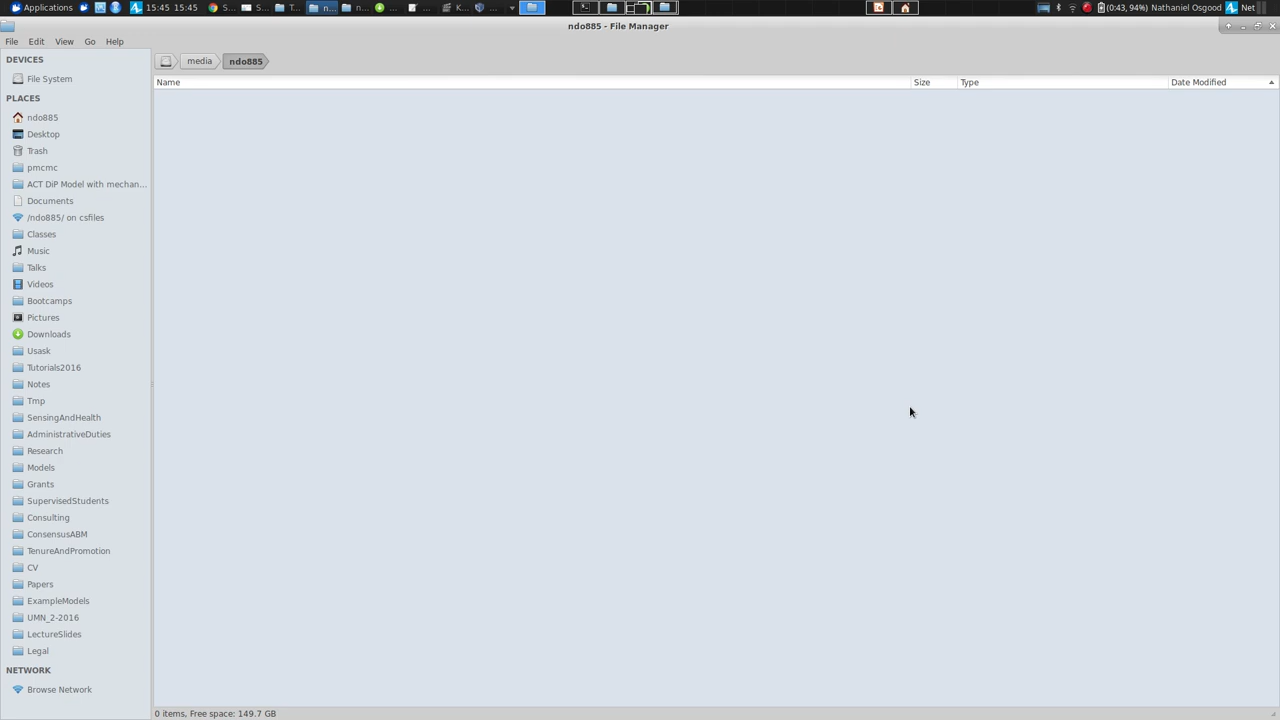 Applications 15:45 15:45 S... S... T... n... n... ... ... K... ... (0:43, 94%) Nathaniel Osgood Net
ndo885 - File Manager
File Edit View Go Help
DEVICES
File System
PLACES
ndo885
Desktop
Trash
pmcmc
ACT DiP Model with mechan...
Documents
/ndo885/ on csfiles
Classes
Music
Talks
Videos
Bootcamps
Pictures
Downloads
Usask
Tutorials2016
Notes
Tmp
SensingAndHealth
AdministrativeDuties
Research
Models
Grants
SupervisedStudents
Consulting
ConsensusABM
TenureAndPromotion
CV
Papers
ExampleModels
UMN_2-2016
LectureSlides
Legal
NETWORK
Browse Network
media ndo885
Name Size Type Date Modified
0 items, Free space: 149.7 GB